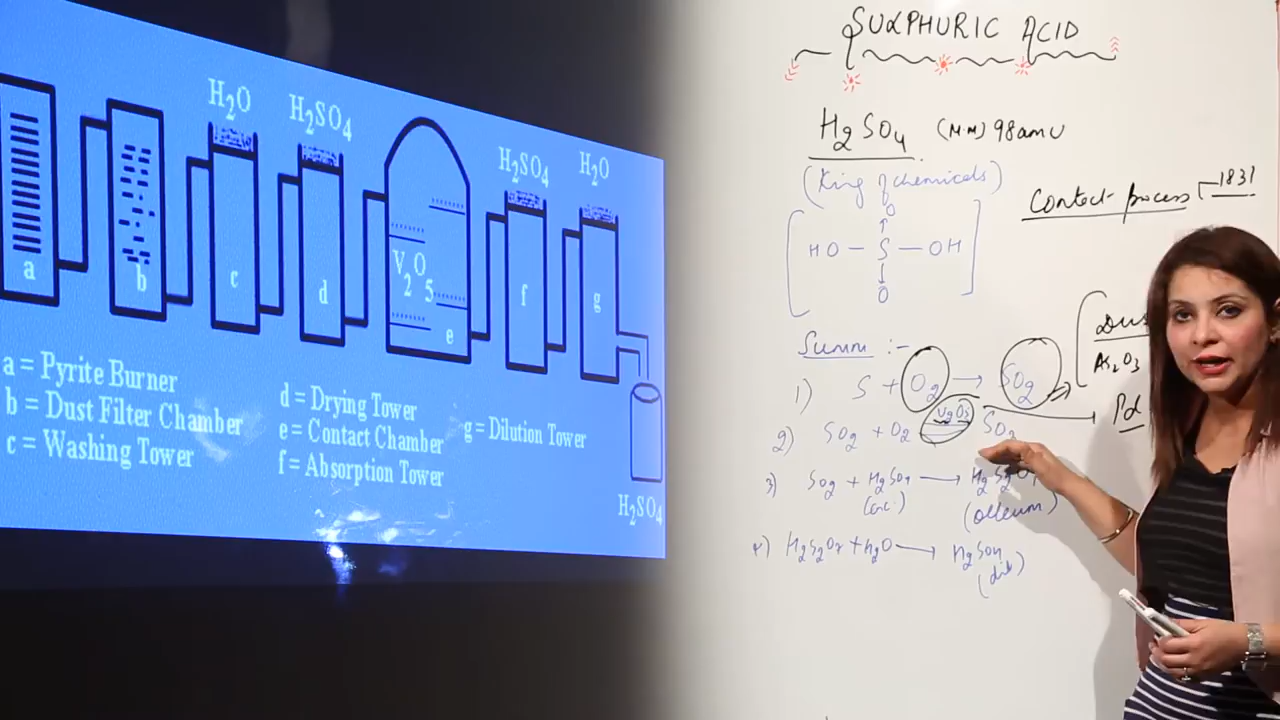 H₂O
H₂SO₄
H₂SO₄
H₂O
V₂O₅
a
b
c
d
e
f
g
a = Pyrite Burner
b = Dust Filter Chamber
c = Washing Tower
d = Drying Tower
e = Contact Chamber
f = Absorption Tower
g = Dilution Tower
H₂SO₄
SULPHURIC ACID
H₂SO₄ (M.M) 98amu
(King of chemicals)
Contact process 1831
O
HO — S — OH
O
Summ :-
1) S + O₂ → SO₂
Dus
As₂O₃
V₂O₅
Pd
2) SO₂ + O₂ SO₃
3) SO₃ + H₂SO₄ → H₂S₂O₇
(conc) (Oleum)
4) H₂S₂O₇ + H₂O → H₂SO₄
(dil)